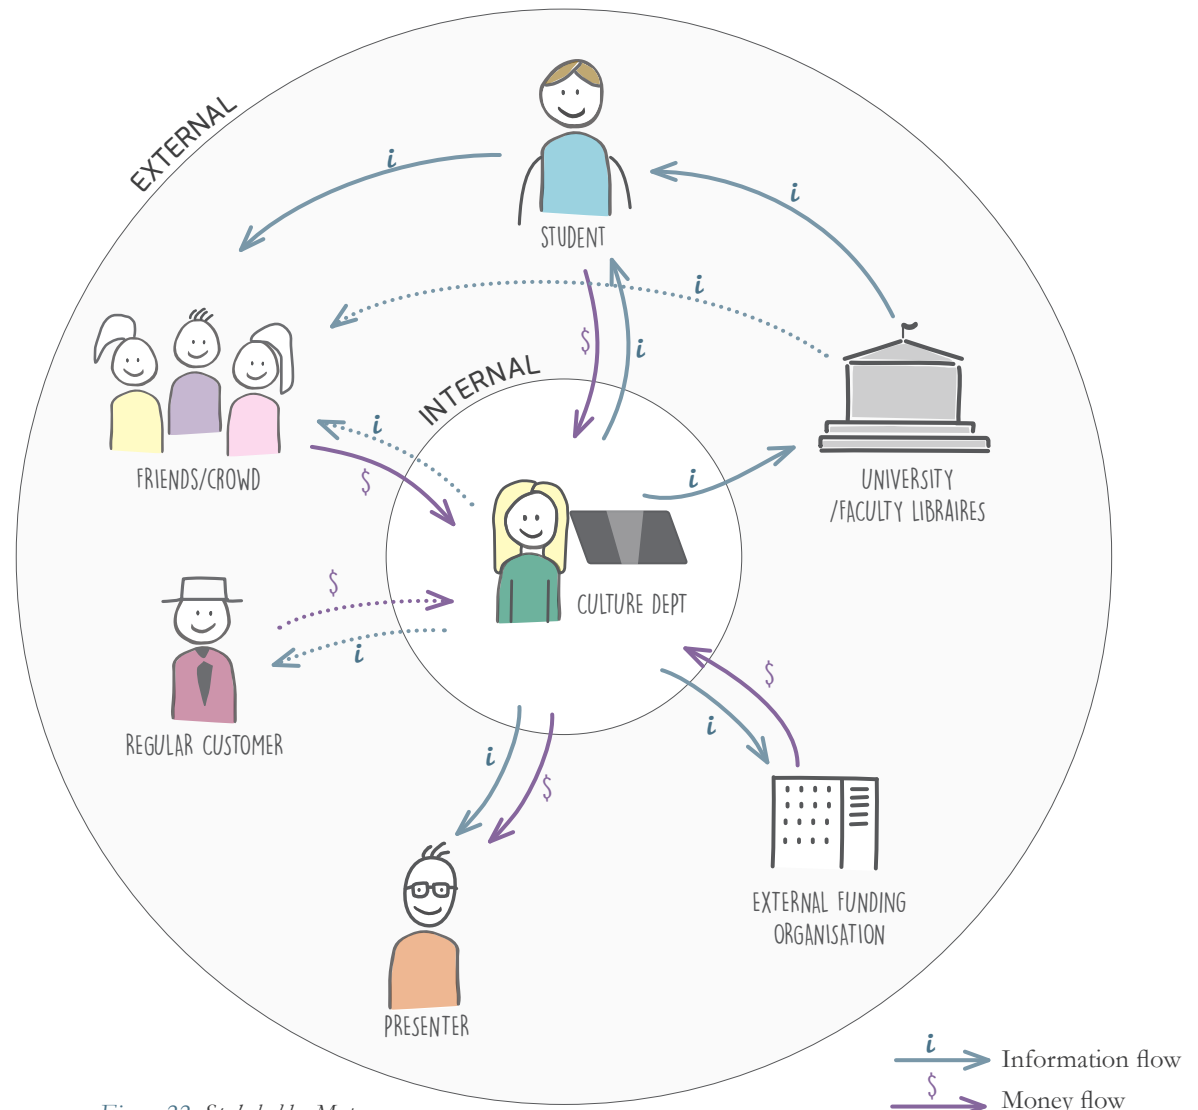 EXTERNAL
i
i
STUDENT
i
$
i
INTERNAL
i
$
FRIENDS/CROWD
i
UNIVERSITY
/FACULTY LIBRAIRES
$
CULTURE DEPT
i
REGULAR CUSTOMER
$
i
i
$
EXTERNAL FUNDING
ORGANISATION
PRESENTER
i
Information flow
$
Money flow